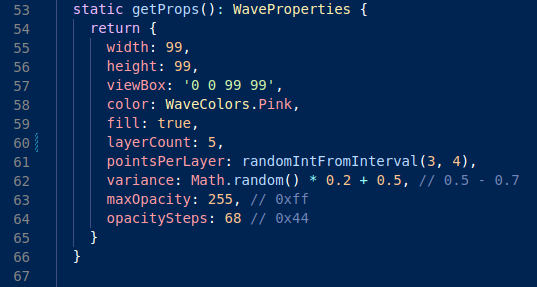 53 static getProps(): WaveProperties {
54 return {
55 width: 99,
56 height: 99,
57 viewBox: '0 0 99 99',
58 color: WaveColors.Pink,
59 fill: true,
60 layerCount: 5,
61 pointsPerLayer: randomIntFromInterval(3, 4),
62 variance: Math.random() * 0.2 + 0.5, // 0.5 - 0.7
63 maxOpacity: 255, // 0xff
64 opacitySteps: 68 // 0x44
65 }
66 }
67